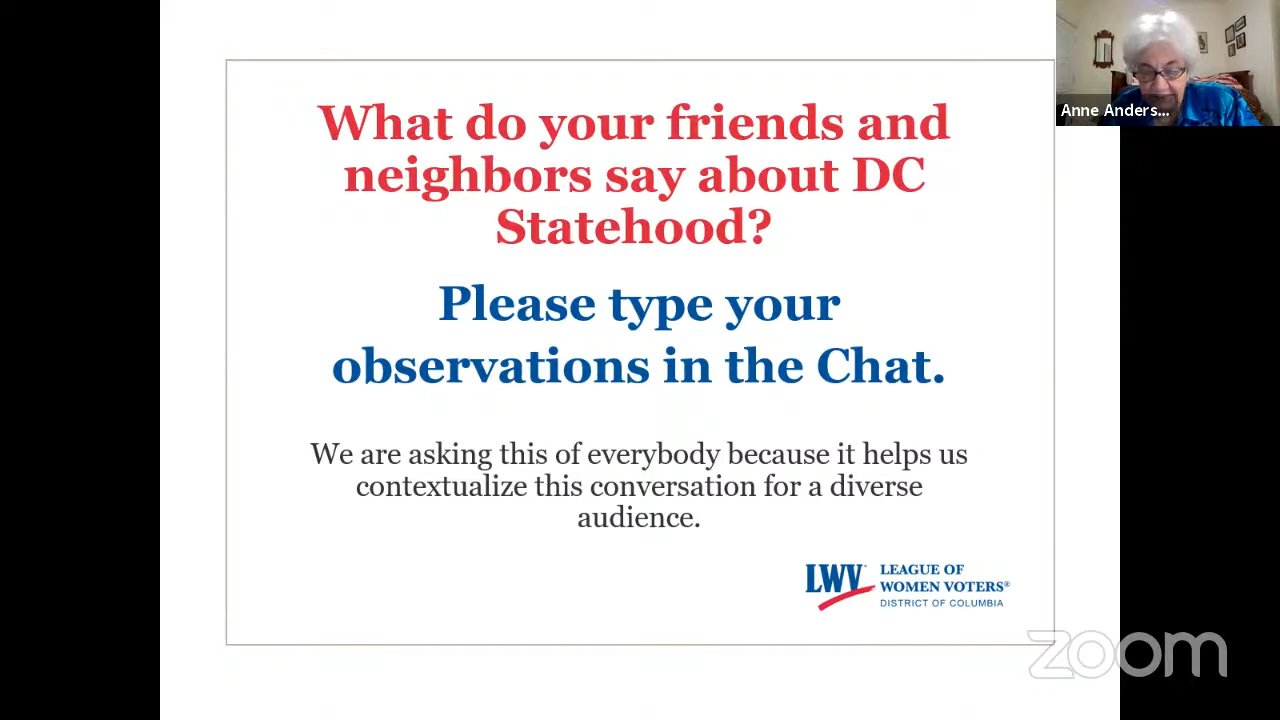 What do your friends and
neighbors say about DC
Statehood?
Please type your
observations in the Chat.
We are asking this of everybody because it helps us
contextualize this conversation for a diverse
audience.
LWV LEAGUE OF
WOMEN VOTERS®
DISTRICT OF COLUMBIA
Anne Anders...
zoom